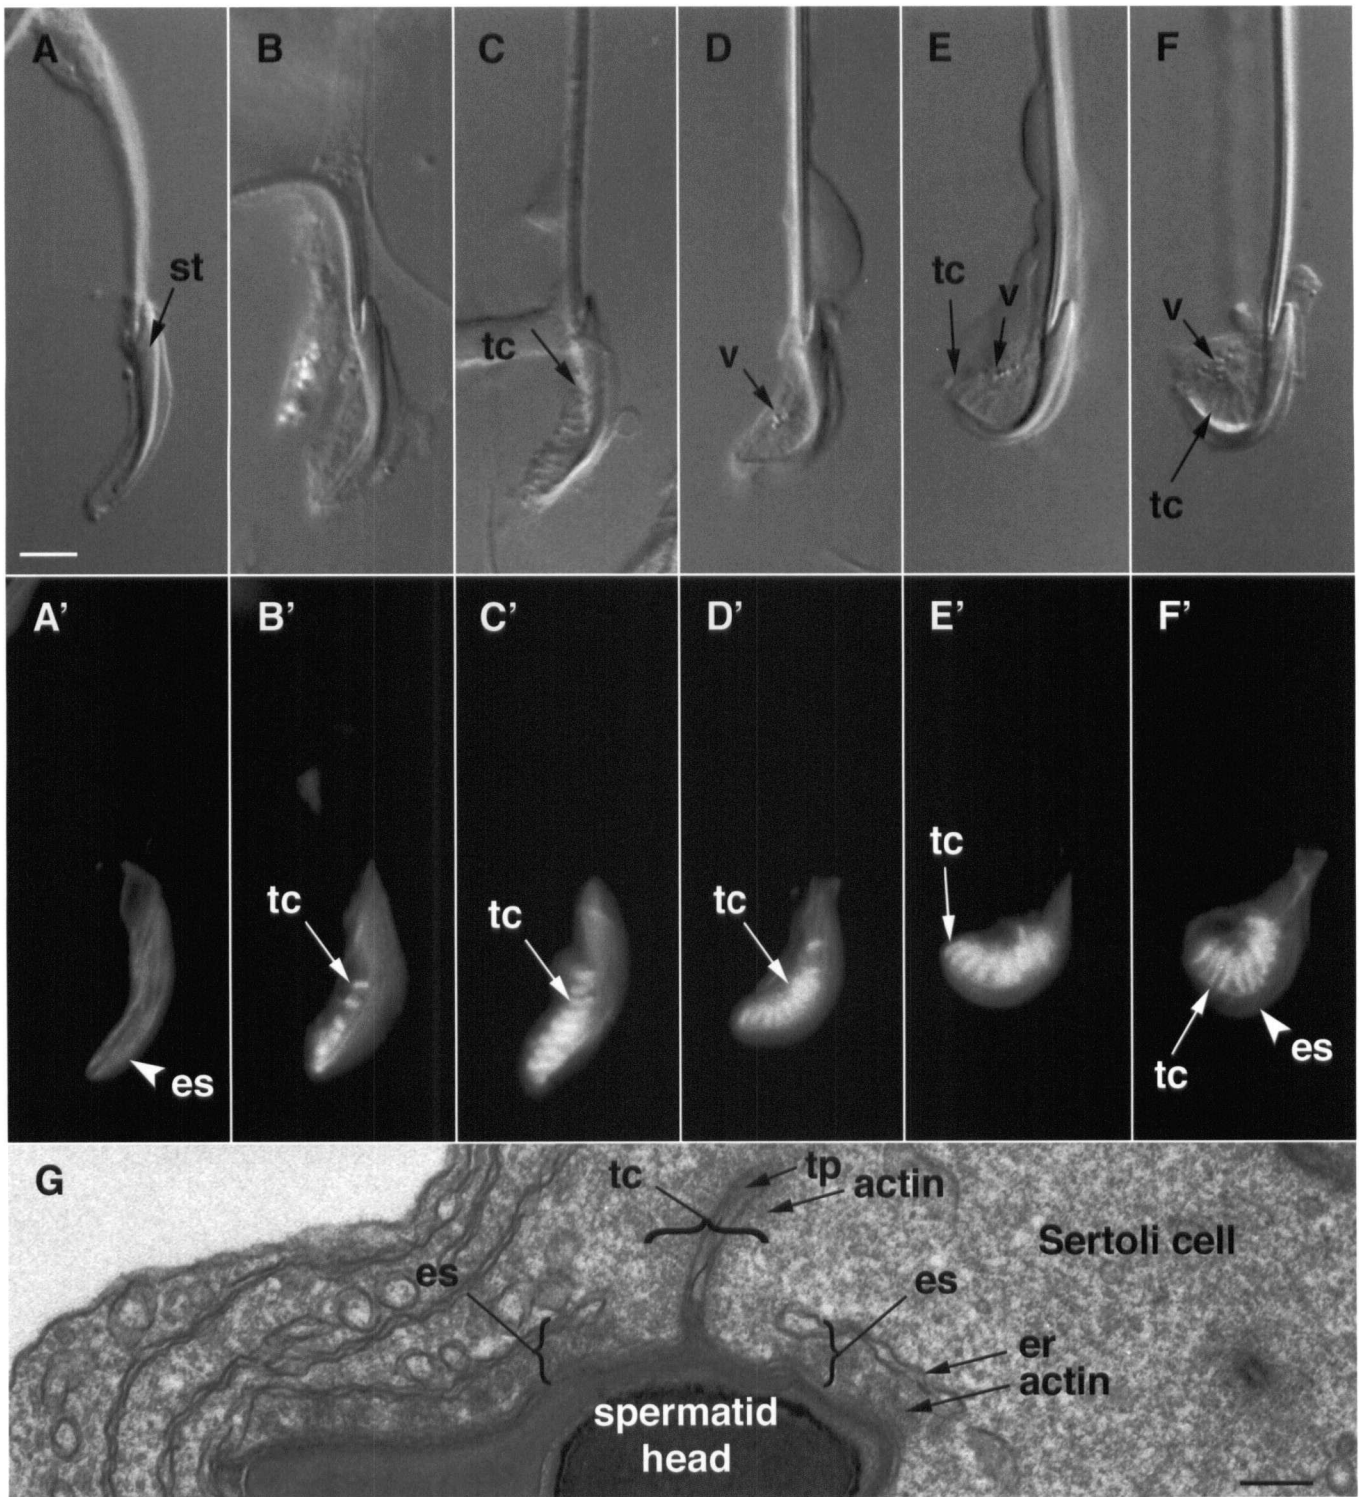 A B C D E F
st
tc
v
tc
v
v
tc
A’ B’ C’ D’ E’ F’
es
tc
tc
tc
tc
tc
es
G
tc
tp
actin
Sertoli cell
es
es
er
actin
spermatid
head